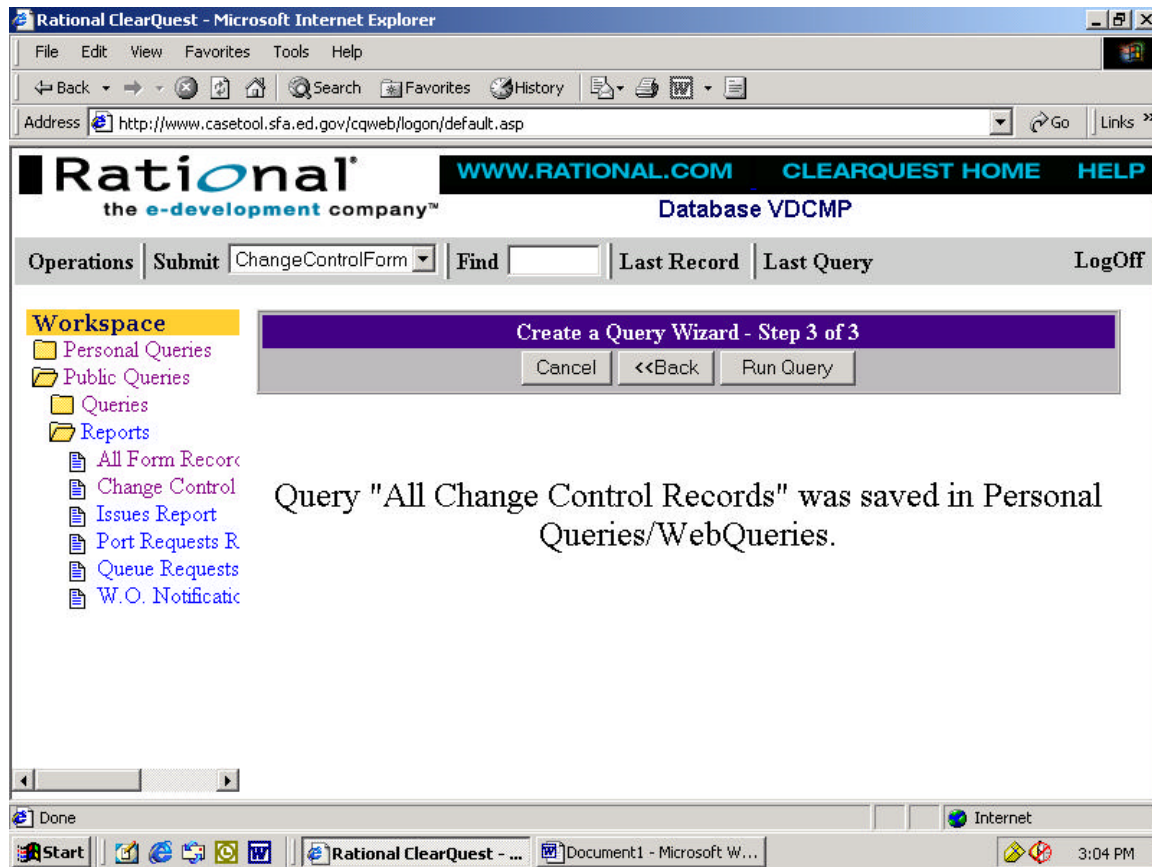 Rational ClearQuest - Microsoft Internet Explorer
File Edit View Favorites Tools Help
Back Search Favorites History
Address http://www.casetool.sfa.ed.gov/cqweb/logon/default.asp Go Links »
Rational®
WWW.RATIONAL.COM CLEARQUEST HOME HELP
the e-development company™
Database VDCMP
Operations Submit ChangeControlForm Find Last Record Last Query LogOff
Workspace
Personal Queries
Public Queries
Queries
Reports
All Form Recor
Change Control
Issues Report
Port Requests R
Queue Requests
W.O. Notificatic
Create a Query Wizard - Step 3 of 3
Cancel <<Back Run Query
Query "All Change Control Records" was saved in Personal
Queries/WebQueries.
Done Internet
Start Rational ClearQuest - ... Document1 - Microsoft W... 3:04 PM